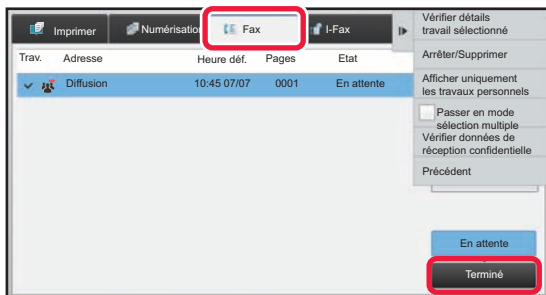 Imprimer
Numérisation
Fax
I-Fax
Trav. Adresse Heure déf. Pages Etat
Diffusion 10:45 07/07 0001 En attente
Vérifier détails
travail sélectionné
Arrêter/Supprimer
Afficher uniquement
les travaux personnels
Passer en mode
sélection multiple
Vérifier données de
réception confidentielle
Précédent
En attente
Terminé